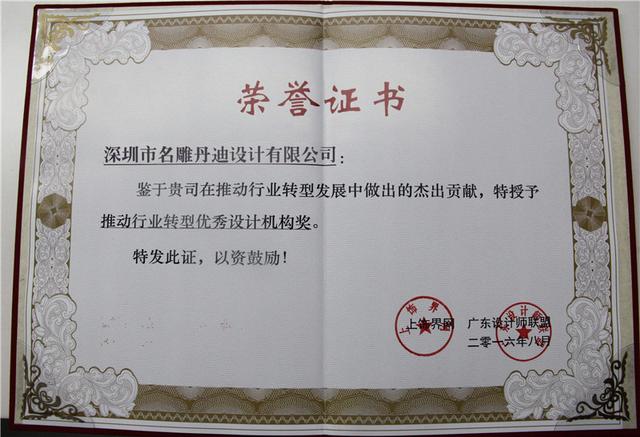 荣誉证书
深圳市名雕丹迪设计有限公司：
鉴于贵司在推动行业转型发展中做出的杰出贡献，特授予
推动行业转型优秀设计机构奖。
特发此证，以资鼓励！
上饰界网 广东设计师联盟
二零一六年八月